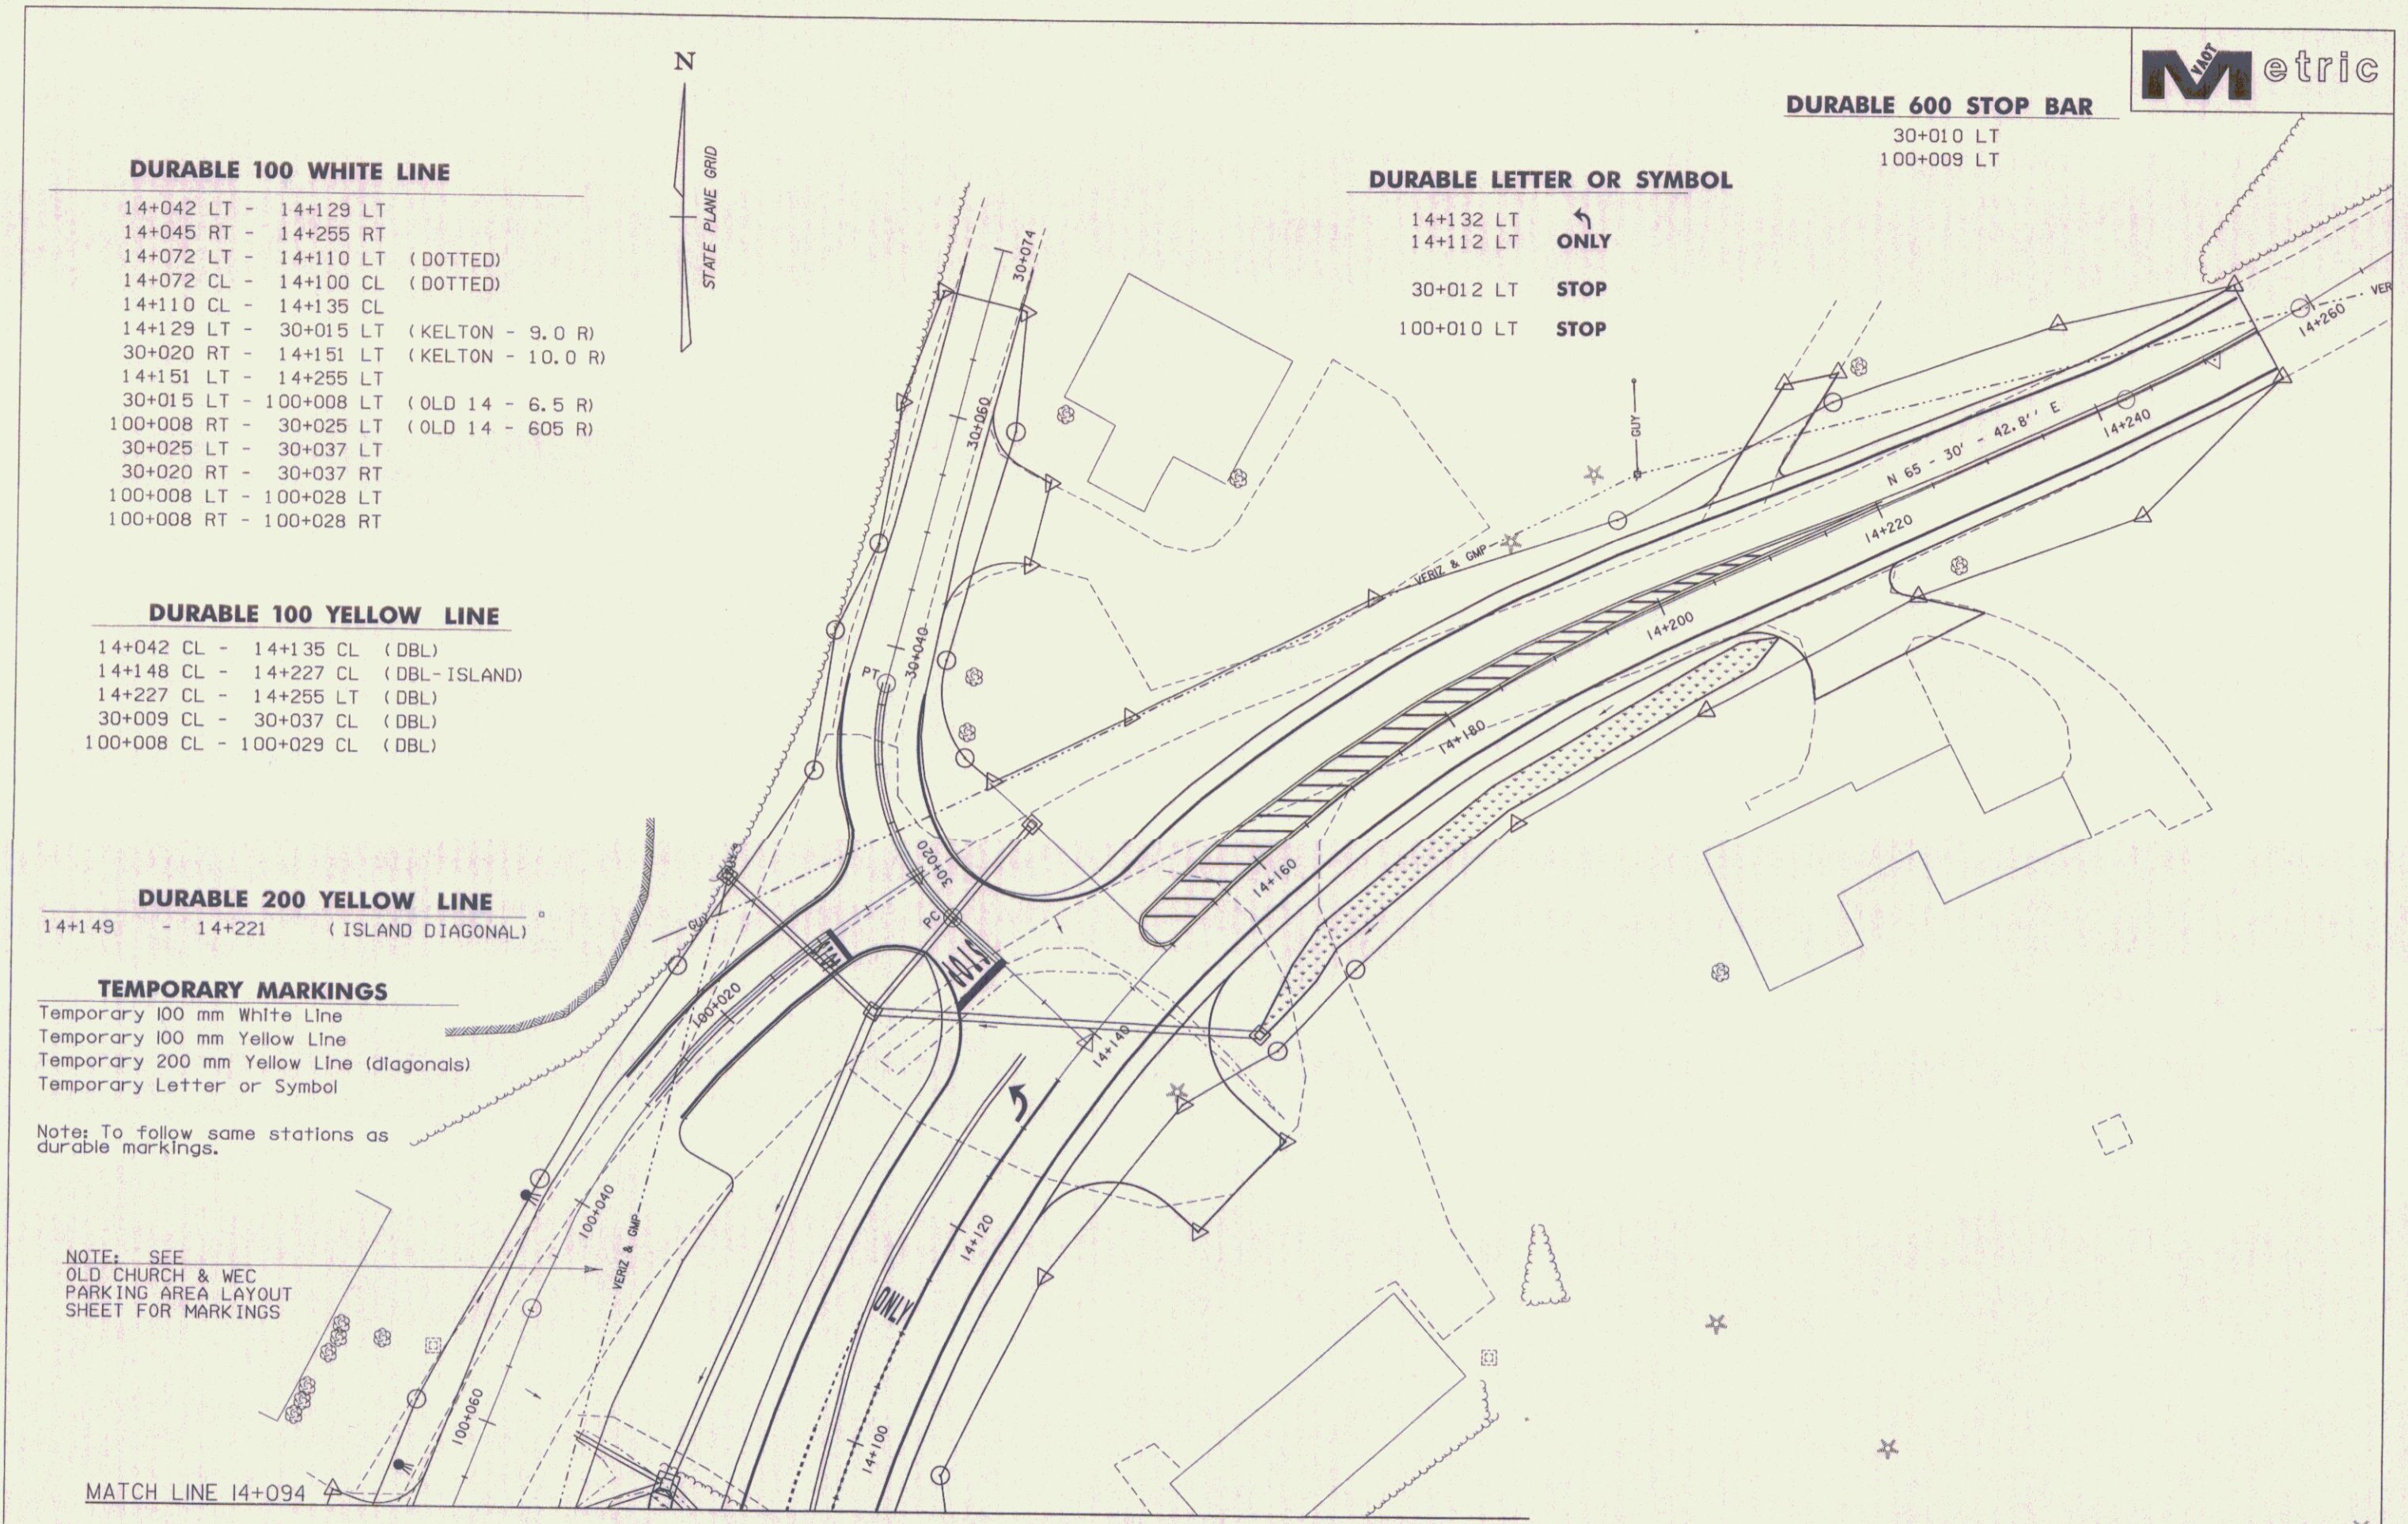 N
STATE PLANE GRID
VAOT
Metric
DURABLE 600 STOP BAR
30+010 LT
100+009 LT
DURABLE LETTER OR SYMBOL
14+132 LT
14+112 LT ONLY
30+012 LT STOP
100+010 LT STOP
DURABLE 100 WHITE LINE
14+042 LT - 14+129 LT
14+045 RT - 14+255 RT
14+072 LT - 14+110 LT (DOTTED)
14+072 CL - 14+100 CL (DOTTED)
14+110 CL - 14+135 CL
14+129 LT - 30+015 LT (KELTON - 9.0 R)
30+020 RT - 14+151 LT (KELTON - 10.0 R)
14+151 LT - 14+255 LT
30+015 LT - 100+008 LT (OLD 14 - 6.5 R)
100+008 RT - 30+025 LT (OLD 14 - 605 R)
30+025 LT - 30+037 LT
30+020 RT - 30+037 RT
100+008 LT - 100+028 LT
100+008 RT - 100+028 RT
DURABLE 100 YELLOW LINE
14+042 CL - 14+135 CL (DBL)
14+148 CL - 14+227 CL (DBL-ISLAND)
14+227 CL - 14+255 LT (DBL)
30+009 CL - 30+037 CL (DBL)
100+008 CL - 100+029 CL (DBL)
DURABLE 200 YELLOW LINE
14+149 - 14+221 (ISLAND DIAGONAL)
TEMPORARY MARKINGS
Temporary 100 mm White Line
Temporary 100 mm Yellow Line
Temporary 200 mm Yellow Line (diagonals)
Temporary Letter or Symbol
Note: To follow same stations as
durable markings.
NOTE: SEE
OLD CHURCH & WEC
PARKING AREA LAYOUT
SHEET FOR MARKINGS
MATCH LINE 14+094
30+074
30+060
30+040
PT
30+020
PC
STOP
100+020
100+040
100+060
VERIZ & GMP
GUY
VERIZ & GMP
GUY
N 65 - 30' - 42.8'' E
VER
14+260
14+240
14+220
14+200
14+180
14+160
14+140
14+120
14+100
ONLY